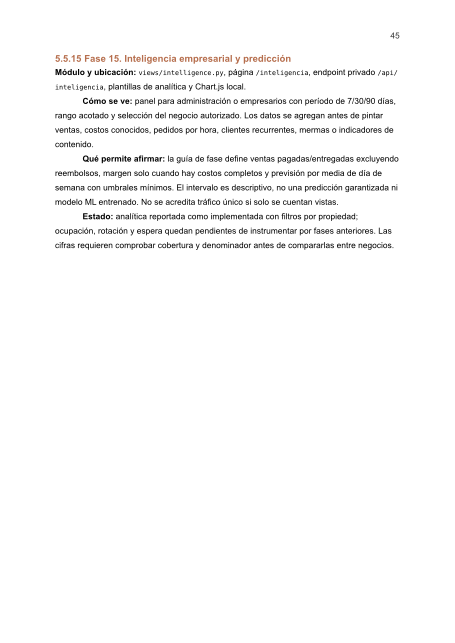 45
5.5.15 Fase 15. Inteligencia empresarial y predicción
Módulo y ubicación: views/intelligence.py, página /inteligencia, endpoint privado /api/
inteligencia, plantillas de analítica y Chart.js local.
Cómo se ve: panel para administración o empresarios con período de 7/30/90 días,
rango acotado y selección del negocio autorizado. Los datos se agregan antes de pintar
ventas, costos conocidos, pedidos por hora, clientes recurrentes, mermas o indicadores de
contenido.
Qué permite afirmar: la guía de fase define ventas pagadas/entregadas excluyendo
reembolsos, margen solo cuando hay costos completos y previsión por media de día de
semana con umbrales mínimos. El intervalo es descriptivo, no una predicción garantizada ni
modelo ML entrenado. No se acredita tráfico único si solo se cuentan vistas.
Estado: analítica reportada como implementada con filtros por propiedad;
ocupación, rotación y espera quedan pendientes de instrumentar por fases anteriores. Las
cifras requieren comprobar cobertura y denominador antes de compararlas entre negocios.